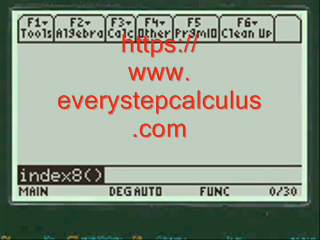 F1▾ F2▾ F3▾ F4▾ F5 F6▾
Tools Algebra Calc Other PrgmIO Clean Up
https://
www.
everystepcalculus
.com
index8()
MAIN DEG AUTO FUNC 0/30